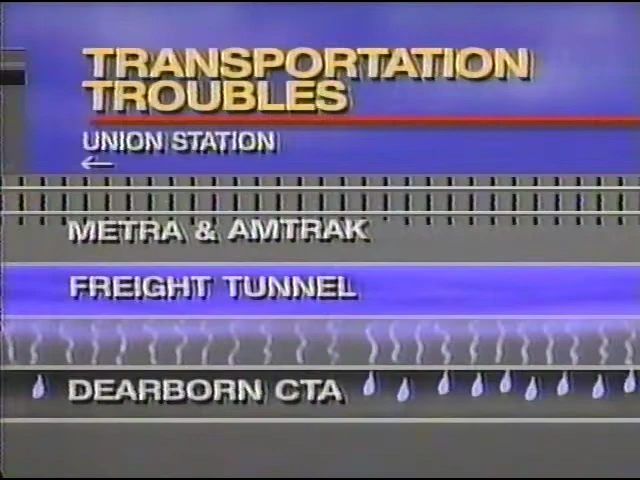 TRANSPORTATION
TROUBLES
UNION STATION
METRA & AMTRAK
FREIGHT TUNNEL
DEARBORN CTA